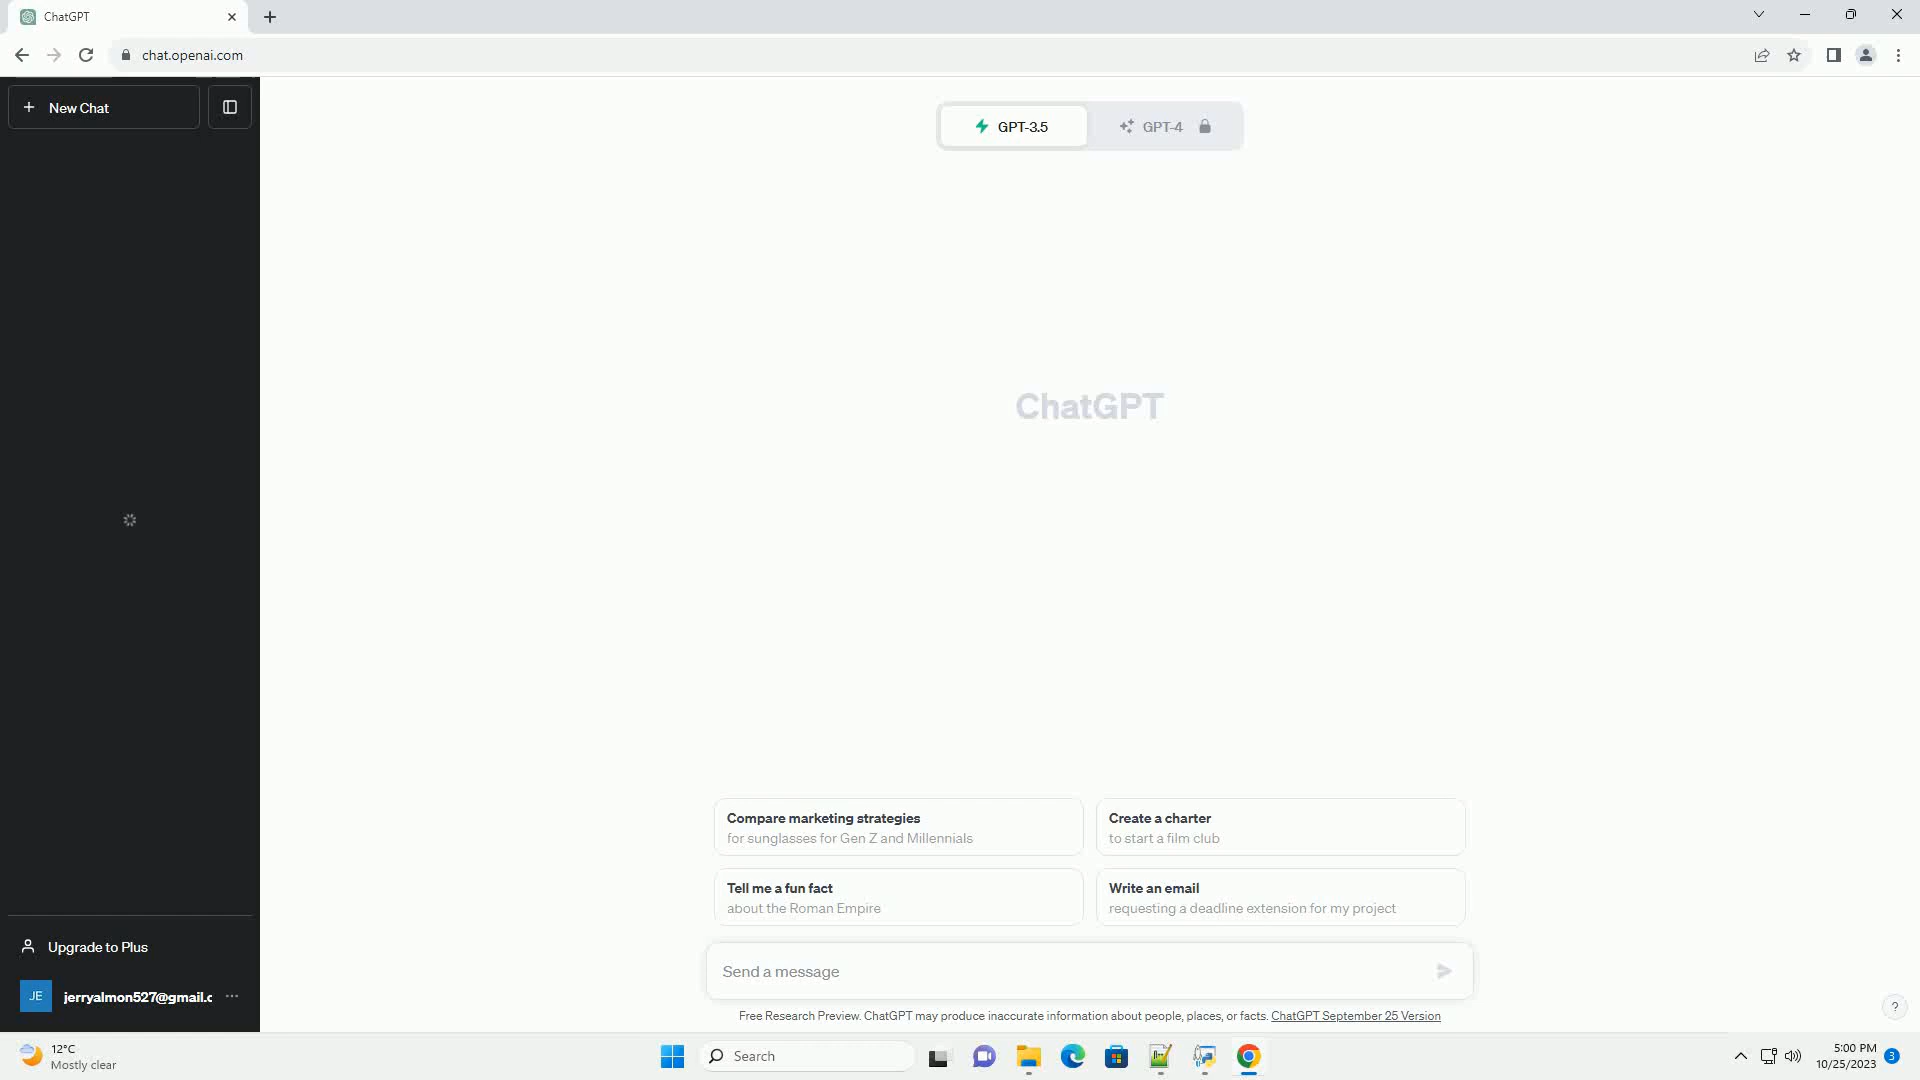 ChatGPT
chat.openai.com
New Chat
GPT-3.5
GPT-4
ChatGPT
Compare marketing strategies
for sunglasses for Gen Z and Millennials
Create a charter
to start a film club
Tell me a fun fact
about the Roman Empire
Write an email
requesting a deadline extension for my project
Upgrade to Plus
Send a message
JE
jerryalmon527@gmail.c
?
Free Research Preview. ChatGPT may produce inaccurate information about people, places, or facts. ChatGPT September 25 Version
12°C
Mostly clear
Search
5:00 PM
10/25/2023
3